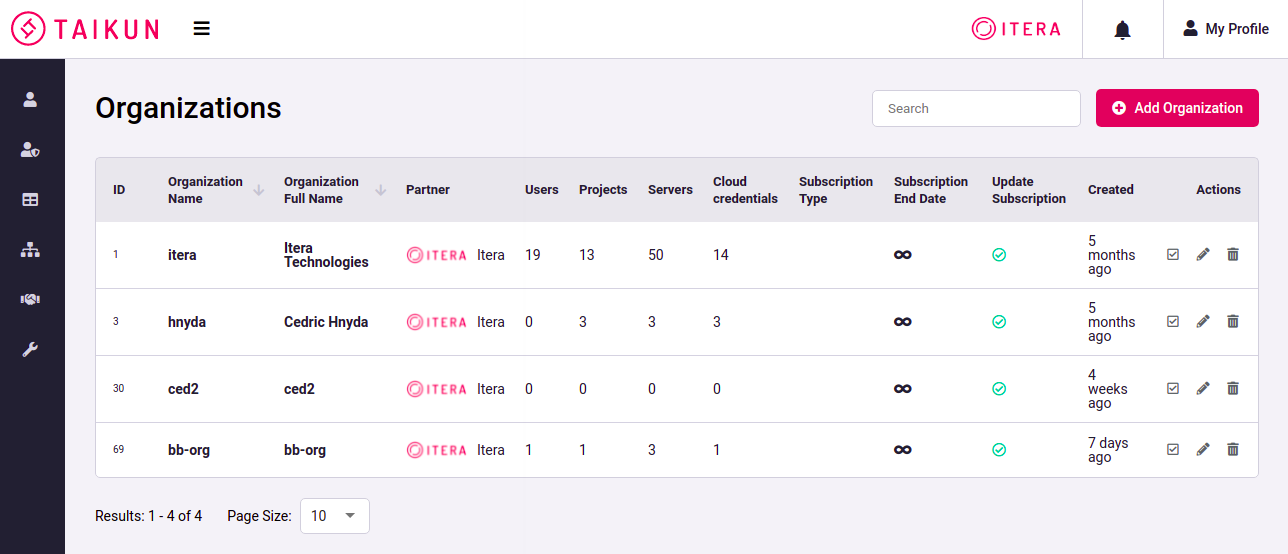 TAIKUN
ITERA
My Profile
Organizations
Search
Add Organization
ID Organization Name Organization Full Name Partner Users Projects Servers Cloud credentials Subscription Type Subscription End Date Update Subscription Created Actions
1 itera Itera Technologies ITERA Itera 19 13 50 14 ∞ 5 months ago
3 hnyda Cedric Hnyda ITERA Itera 0 3 3 3 ∞ 5 months ago
30 ced2 ced2 ITERA Itera 0 0 0 0 ∞ 4 weeks ago
69 bb-org bb-org ITERA Itera 1 1 3 1 ∞ 7 days ago
Results: 1 - 4 of 4 Page Size: 10